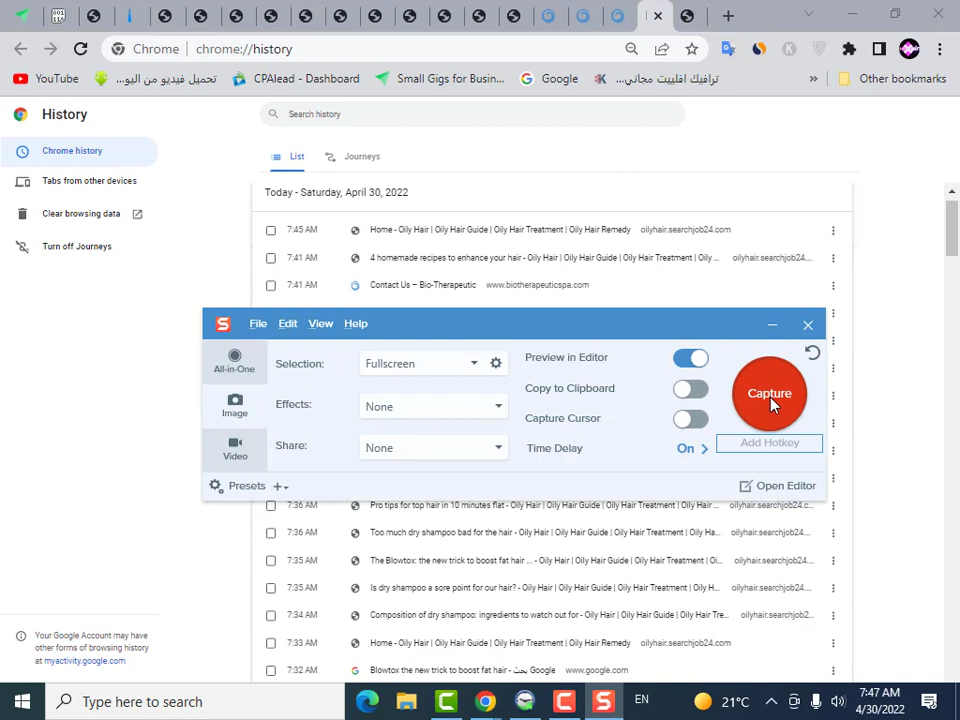 Chrome
chrome://history
YouTube
تحميل فيديو من اليو...
CPAlead - Dashboard
Small Gigs for Busin...
Google
ترافيك افلييت مجاني...
»
Other bookmarks
History
Search history
Chrome history
Tabs from other devices
Clear browsing data
Turn off Journeys
List
Journeys
Today - Saturday, April 30, 2022
7:45 AM Home - Oily Hair | Oily Hair Guide | Oily Hair Treatment | Oily Hair Remedy oilyhair.searchjob24.com
7:41 AM 4 homemade recipes to enhance your hair - Oily Hair | Oily Hair Guide | Oily Hair Treatment | Oily ... oilyhair.searchjob24....
7:41 AM Contact Us – Bio-Therapeutic www.biotherapeuticspa.com
S File Edit View Help
All-in-One
Image
Video
Selection: Fullscreen
Effects: None
Share: None
Preview in Editor
Copy to Clipboard
Capture Cursor
Time Delay On
Capture
Add Hotkey
Presets
Open Editor
7:36 AM Pro tips for top hair in 10 minutes flat - Oily Hair | Oily Hair Guide | Oily Hair Treatment | Oily Hair ... oilyhair.searchjob24.c...
7:36 AM Too much dry shampoo bad for the hair - Oily Hair | Oily Hair Guide | Oily Hair Treatment | Oily Ha... oilyhair.searchjob24....
7:35 AM The Blowtox: the new trick to boost fat hair ... - Oily Hair | Oily Hair Guide | Oily Hair Treatment | Oi... oilyhair.searchjob24....
7:35 AM Is dry shampoo a sore point for our hair? - Oily Hair | Oily Hair Guide | Oily Hair Treatment | Oily H... oilyhair.searchjob24....
7:34 AM Composition of dry shampoo: ingredients to watch out for - Oily Hair | Oily Hair Guide | Oily Hair Tre... oilyhair.searchjob2...
7:33 AM Home - Oily Hair | Oily Hair Guide | Oily Hair Treatment | Oily Hair Remedy oilyhair.searchjob24.com
7:32 AM Blowtox the new trick to boost fat hair - بحث Google www.google.com
Your Google Account may have
other forms of browsing history
at myactivity.google.com
Type here to search
EN
21°C
7:47 AM
4/30/2022